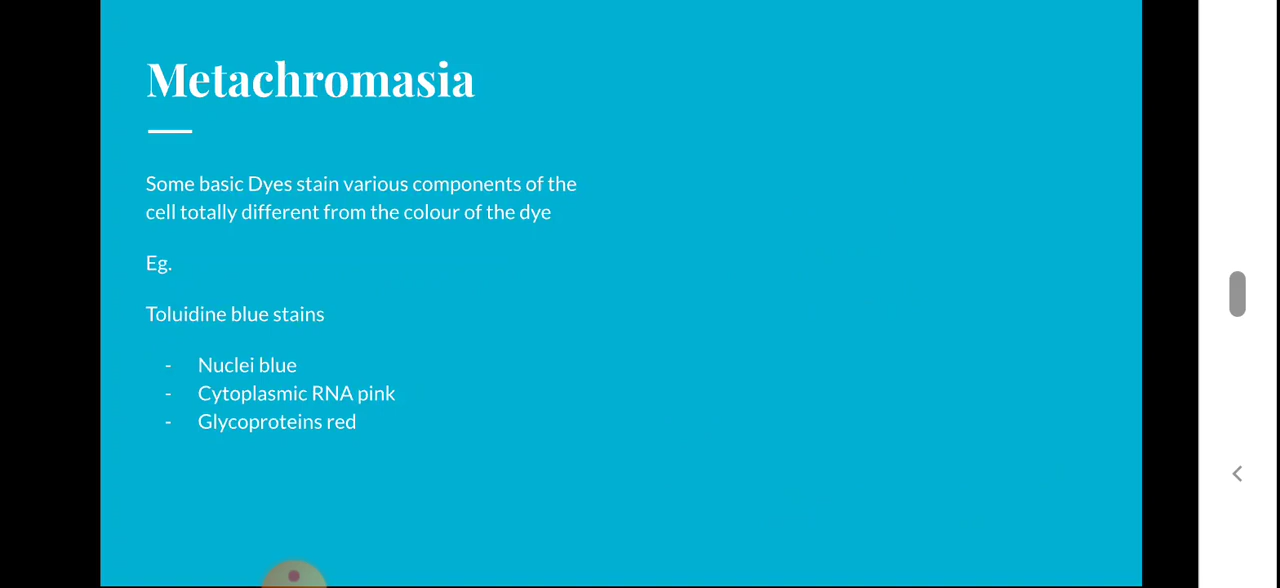 Metachromasia
Some basic Dyes stain various components of the
cell totally different from the colour of the dye
Eg.
Toluidine blue stains
- Nuclei blue
- Cytoplasmic RNA pink
- Glycoproteins red